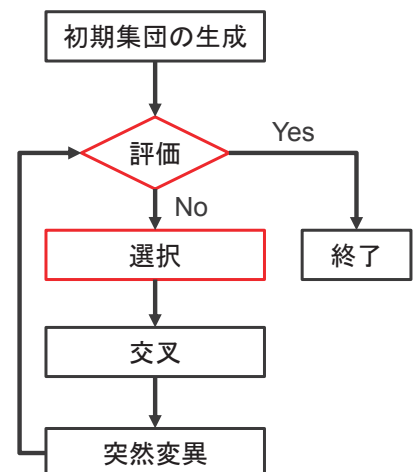 初期集団の生成
評価
Yes
No
選択
終了
交叉
突然変異